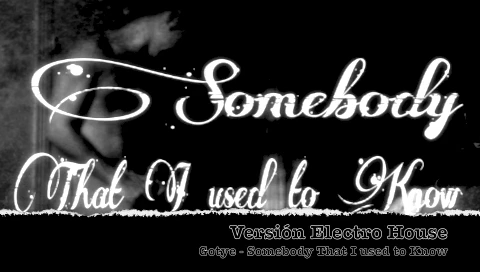 Somebody
That I used to Know
Versión Electro House
Gotye - Somebody That I used to Know